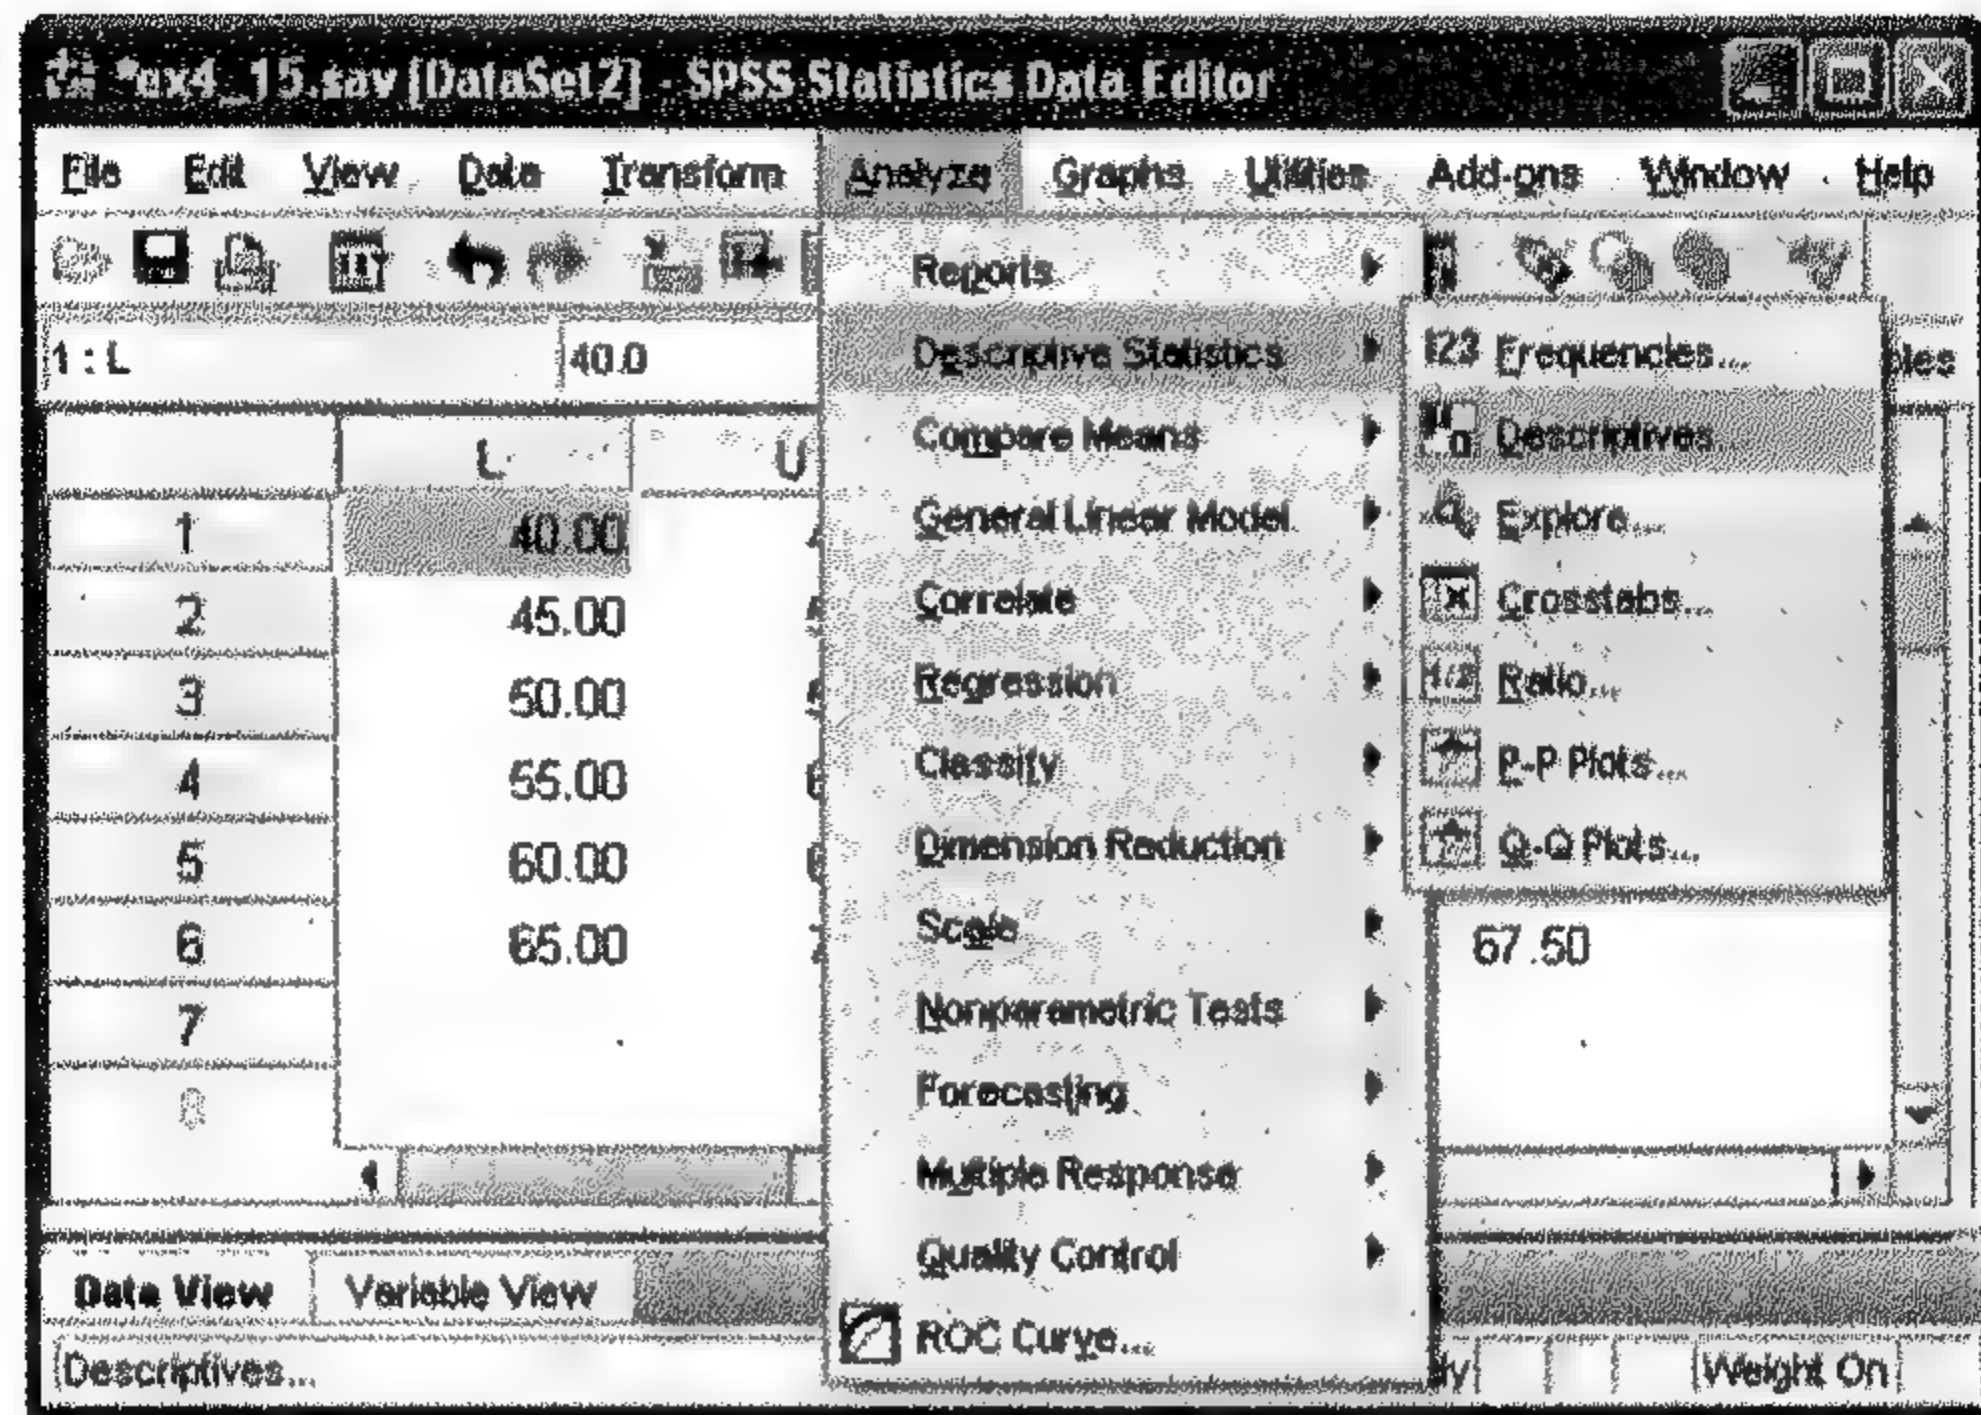 *ex4_15.sav [DataSet2] - SPSS Statistics Data Editor
File Edit View Data Transform Analyze Graphs Utilities Add-ons Window Help
1 : L 40.0
L U
1 40.00
2 45.00
3 50.00
4 55.00
5 60.00
6 65.00 67.50
7
8
Reports
Descriptive Statistics
Compare Means
General Linear Model
Correlate
Regression
Classify
Dimension Reduction
Scale
Nonparametric Tests
Forecasting
Multiple Response
Quality Control
ROC Curve...
123 Frequencies...
Descriptives...
Explore...
Crosstabs...
1/2 Ratio...
P-P Plots...
Q-Q Plots...
Data View Variable View
Descriptives... Weight On